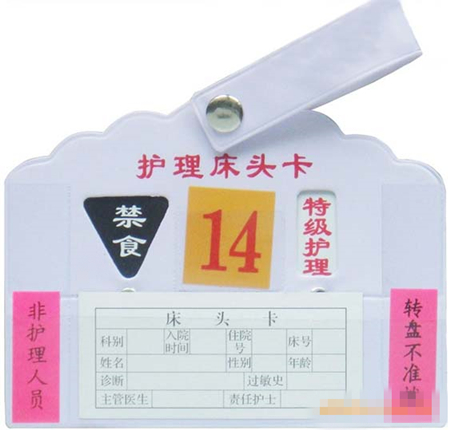 护理床头卡
禁食
14
特级护理
非护理人员
转盘不准
床头卡
科别 入院时间 住院号 床号
姓名 性别 年龄
诊断 过敏史
主管医生 责任护士